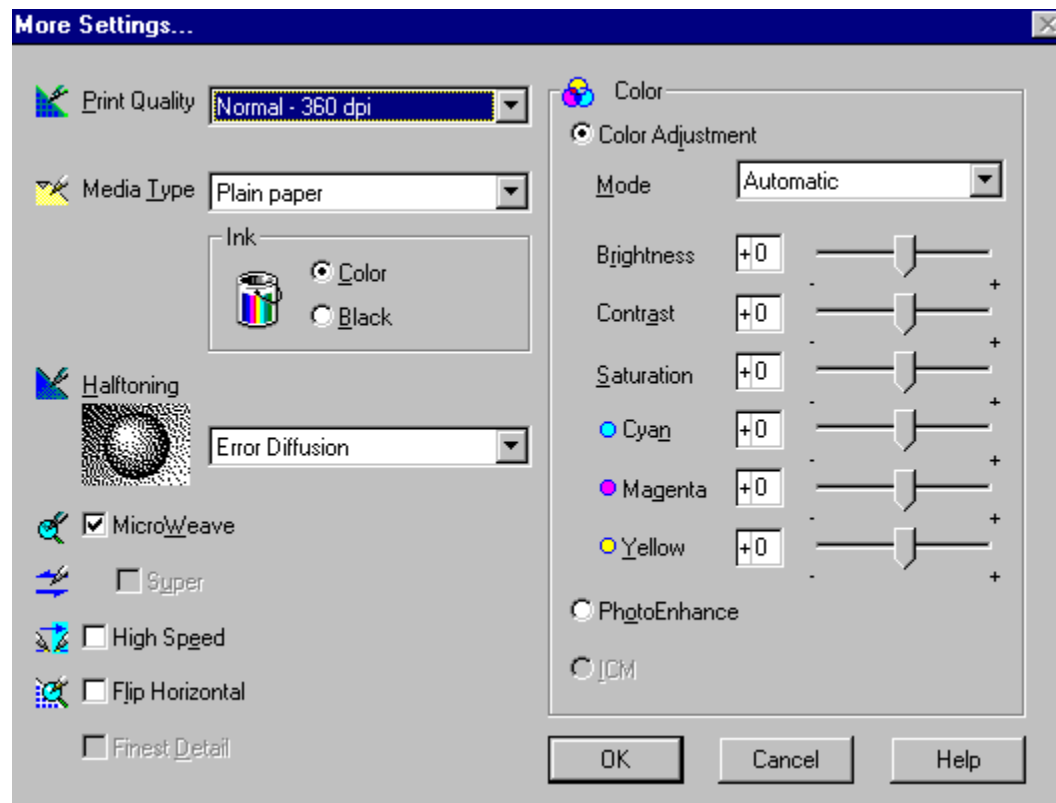 More Settings...
Print Quality
Normal - 360 dpi
Media Type
Plain paper
Ink
Color
Black
Halftoning
Error Diffusion
MicroWeave
Super
High Speed
Flip Horizontal
Finest Detail
Color
Color Adjustment
Mode
Automatic
Brightness
+0
- +
Contrast
+0
- +
Saturation
+0
- +
Cyan
+0
- +
Magenta
+0
- +
Yellow
+0
- +
PhotoEnhance
ICM
OK
Cancel
Help